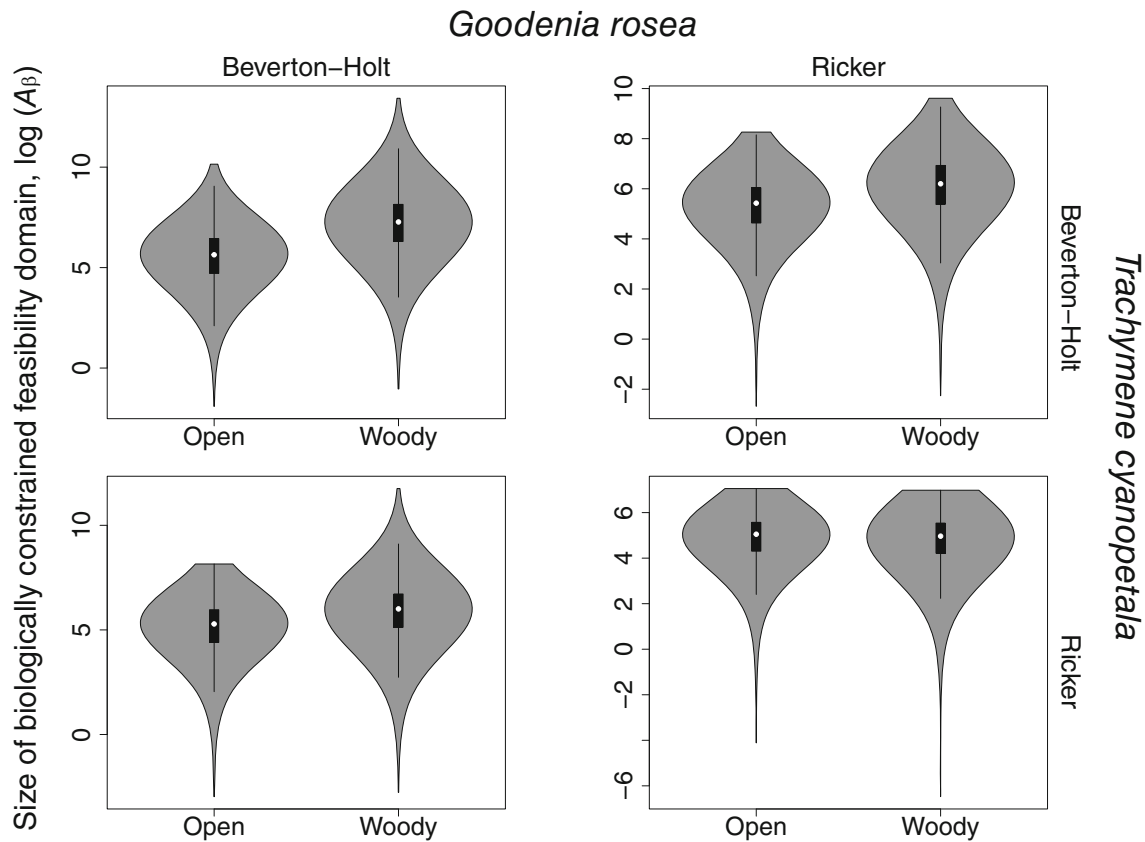 Goodenia rosea
Beverton–Holt
Ricker
Size of biologically constrained feasibility domain, log (Aβ)
Trachymene cyanopetala
Beverton–Holt
Ricker
10
5
0
Open
Woody
10
8
6
4
2
0
−2
Open
Woody
10
5
0
Open
Woody
6
4
2
0
−2
−6
Open
Woody